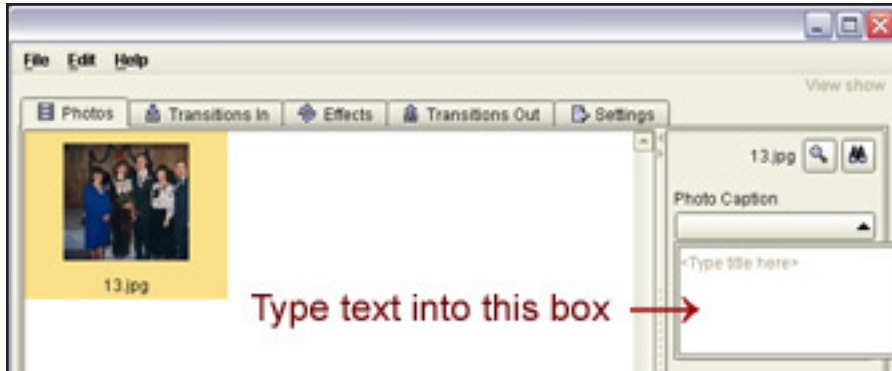 File Edit Help
View show
Photos Transitions In Effects Transitions Out Settings
13.jpg
Photo Caption
<Type title here>
13.jpg
Type text into this box